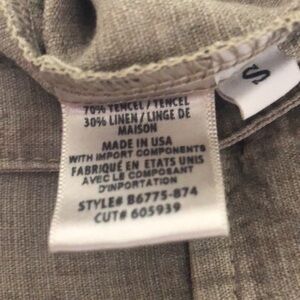 70% TENCEL / TENCEL
30% LINEN / LINGE DE
MAISON
MADE IN USA
WITH IMPORT COMPONENTS
FABRIQUÉ EN ETATS UNIS
AVEC LE COMPOSANT
D'INPORTATION
STYLE# B6775-874
CUT# 605939
S